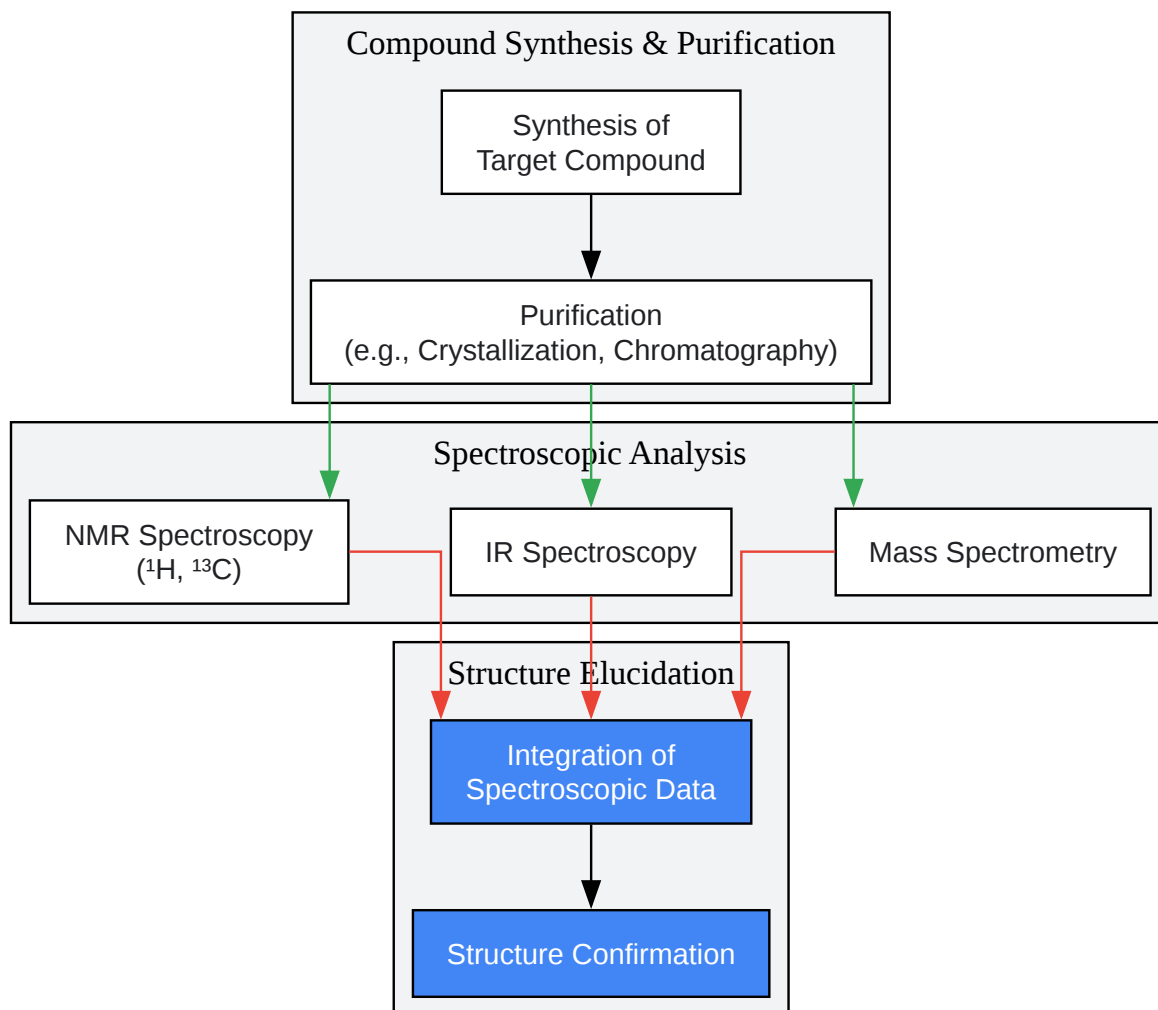 Compound Synthesis & Purification
Synthesis of
Target Compound
Purification
(e.g., Crystallization, Chromatography)
Spectroscopic Analysis
NMR Spectroscopy
(¹H, ¹³C)
IR Spectroscopy
Mass Spectrometry
Structure Elucidation
Integration of
Spectroscopic Data
Structure Confirmation